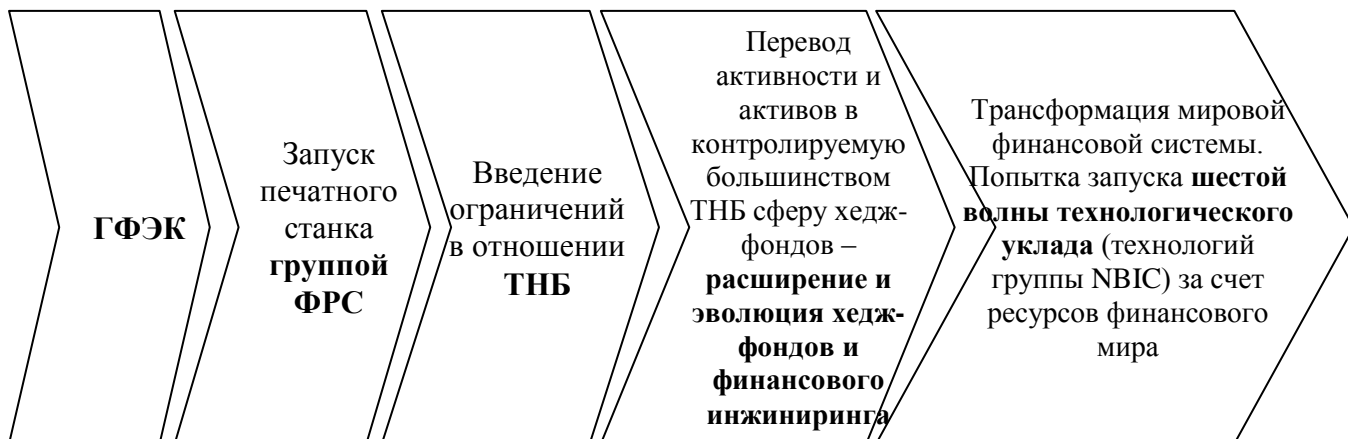 ГФЭК
Запуск
печатного
станка
группой
ФРС
Введение
ограничений
в отношении
ТНБ
Перевод
активности и
активов в
контролируемую
большинством
ТНБ сферу хедж-
фондов –
расширение и
эволюция хедж-
фондов и
финансового
инжиниринга
Трансформация мировой
финансовой системы.
Попытка запуска шестой
волны технологического
уклада (технологий
группы NBIC) за счет
ресурсов финансового
мира